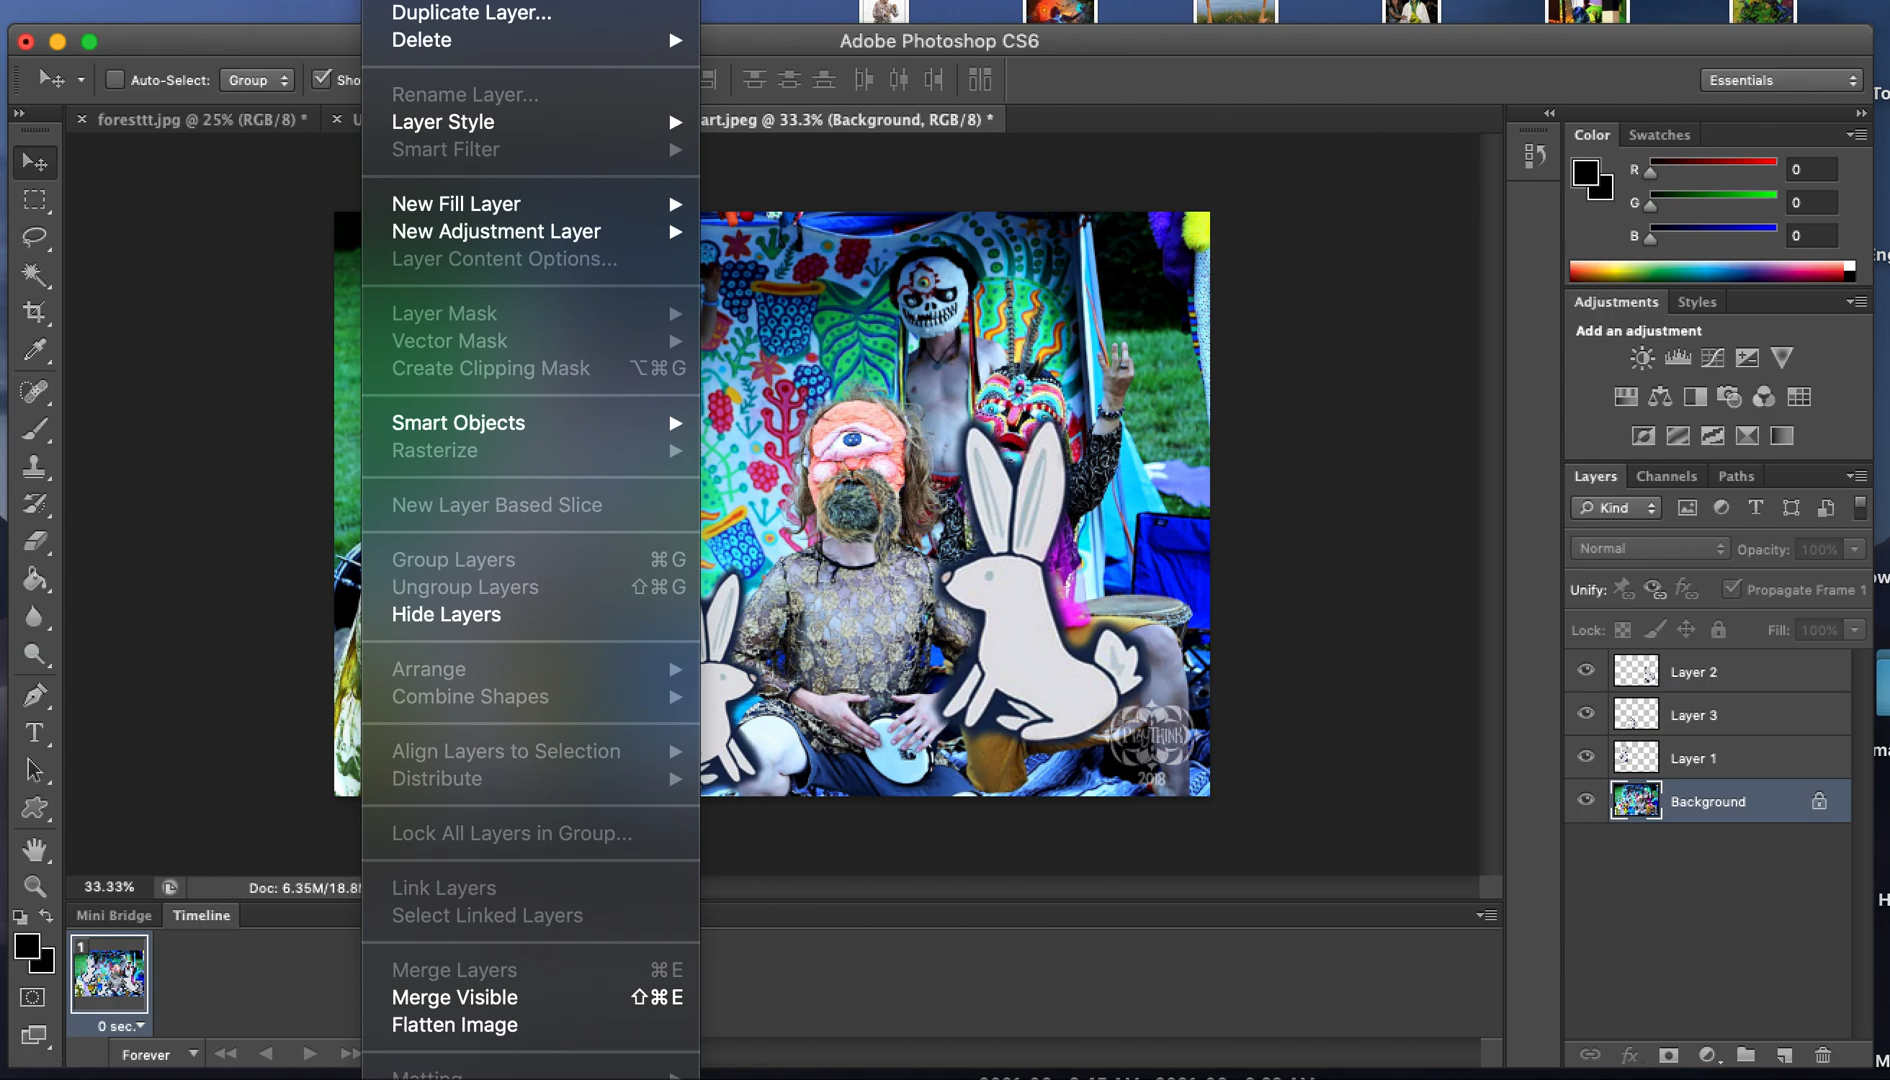 Duplicate Layer...
Adobe Photoshop CS6
Delete
Auto-Select: Group Sho
Essentials
Rename Layer...
Layer Style
Smart Filter
foresttt.jpg @ 25% (RGB/8) *
art.jpeg @ 33.3% (Background, RGB/8) *
New Fill Layer
New Adjustment Layer
Layer Content Options...
Layer Mask
Vector Mask
Create Clipping Mask ⌥⌘G
Smart Objects
Rasterize
New Layer Based Slice
Group Layers ⌘G
Ungroup Layers ⇧⌘G
Hide Layers
Arrange
Combine Shapes
Align Layers to Selection
Distribute
Lock All Layers in Group...
Link Layers
Select Linked Layers
Merge Layers ⌘E
Merge Visible ⇧⌘E
Flatten Image
Matting
PLAYTHINK
2018
Color Swatches
R 0
G 0
B 0
Adjustments Styles
Add an adjustment
Layers Channels Paths
Kind
Normal Opacity: 100%
Unify: Propagate Frame 1
Lock: Fill: 100%
Layer 2
Layer 3
Layer 1
Background
33.33% Doc: 6.35M/18.8M
Mini Bridge Timeline
1
0 sec.
Forever